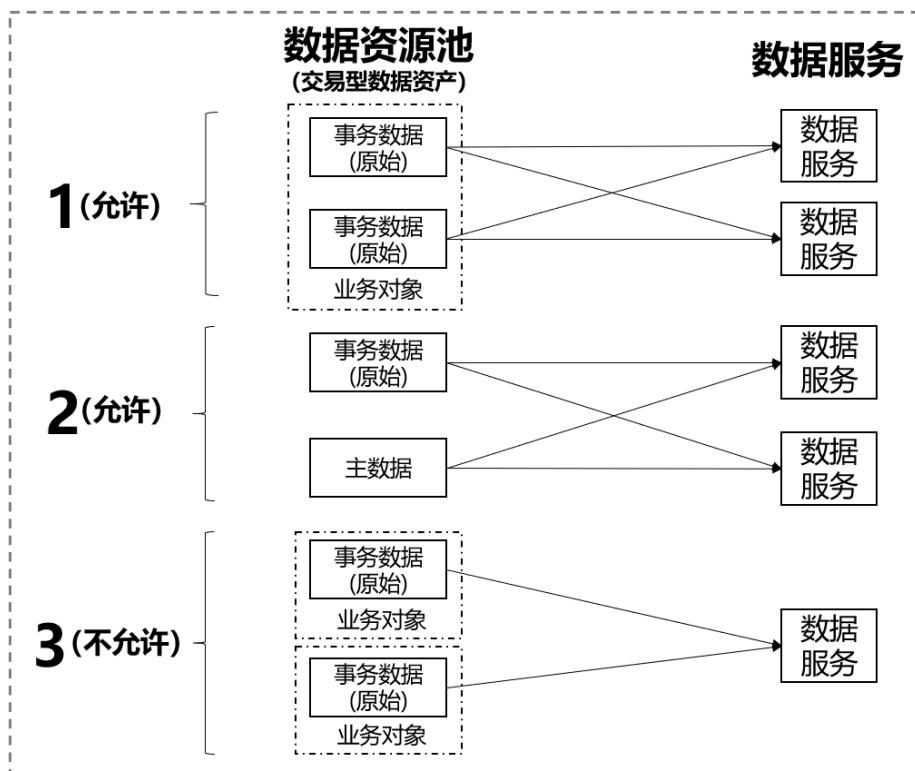 数据资源池
(交易型数据资产)
数据服务
1(允许)
事务数据
(原始)
事务数据
(原始)
业务对象
数据
服务
数据
服务
2(允许)
事务数据
(原始)
主数据
数据
服务
数据
服务
3(不允许)
事务数据
(原始)
业务对象
事务数据
(原始)
业务对象
数据
服务